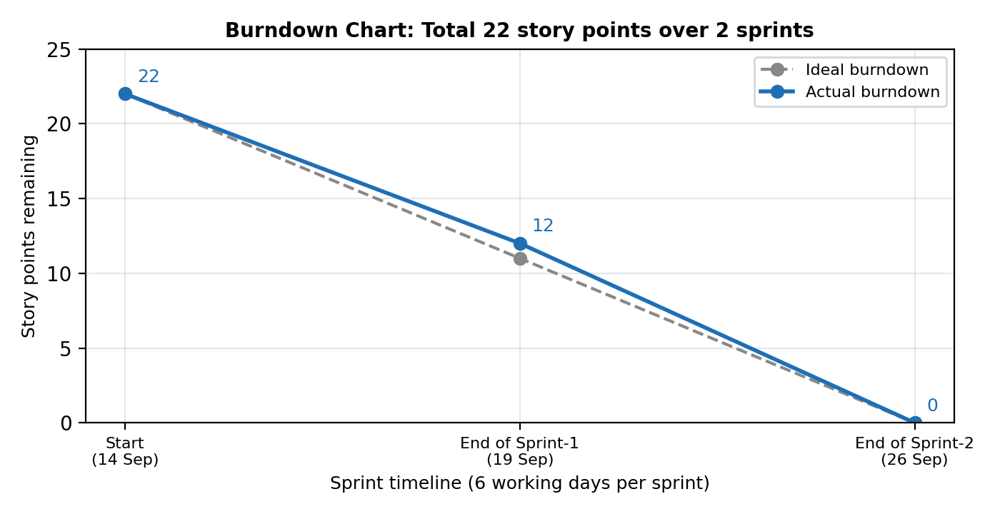 Burndown Chart: Total 22 story points over 2 sprints
25
20
15
10
5
0
Story points remaining
22
12
0
Ideal burndown
Actual burndown
Start
(14 Sep)
End of Sprint-1
(19 Sep)
End of Sprint-2
(26 Sep)
Sprint timeline (6 working days per sprint)